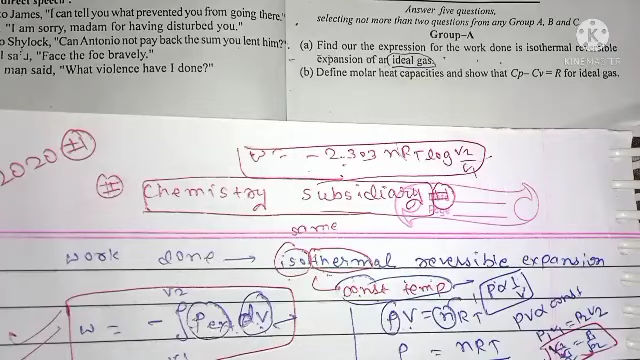 direct speech
to James, "I can tell you what prevented you from going there."
"I am sorry, madam for having disturbed you."
o Shylock, "Can Antonio not pay back the sum you lent him?"
"Face the foe bravely."
man said, "What violence have I done?"
Answer five questions,
selecting not more than two questions from any Group A, B and C
Group-A
(a) Find our the expression for the work done is isothermal reversible
expansion of an ideal gas.
(b) Define molar heat capacities and show that Cp – Cv = R for ideal gas.
KINEMASTER
2020
w = - 2.303 nRT log V2/V1
Chemistry subsidiary
same
work done → isothermal reversible expansion
const temp
P∝1/V
V2
w = - ∫ Pext dV
PV = nRT
PV∝ const
P1V1 = P2V2
P = nRT